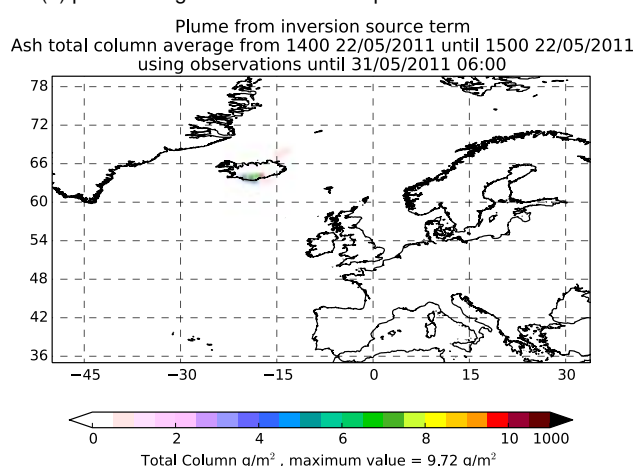 Plume from inversion source term
Ash total column average from 1400 22/05/2011 until 1500 22/05/2011
using observations until 31/05/2011 06:00
78
72
66
60
54
48
42
36
−45 −30 −15 0 15 30
0 2 4 6 8 10 1000
Total Column g/m² , maximum value = 9.72 g/m²